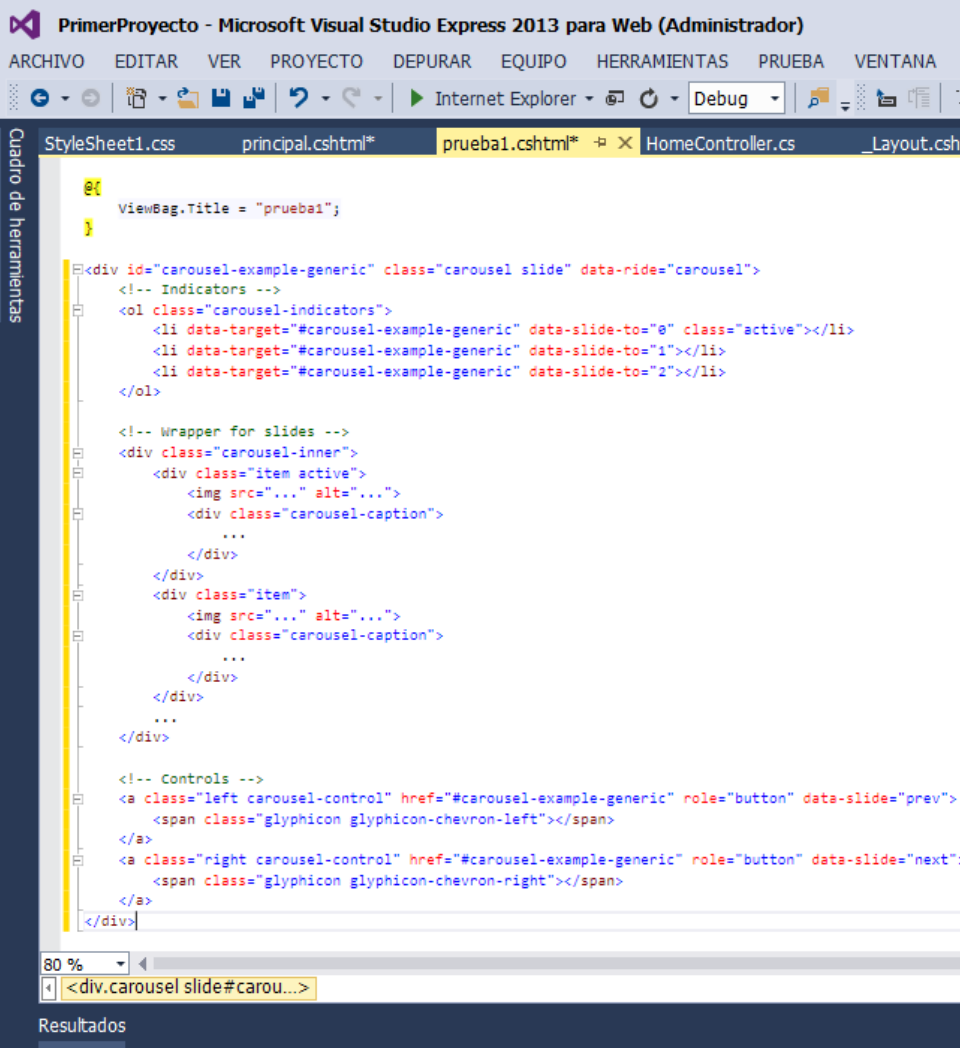 PrimerProyecto - Microsoft Visual Studio Express 2013 para Web (Administrador)
ARCHIVO EDITAR VER PROYECTO DEPURAR EQUIPO HERRAMIENTAS PRUEBA VENTANA
Internet Explorer Debug
Cuadro de herramientas
StyleSheet1.css principal.cshtml* prueba1.cshtml* HomeController.cs _Layout.csh
@{
    ViewBag.Title = "prueba1";
}
<div id="carousel-example-generic" class="carousel slide" data-ride="carousel">
    <!-- Indicators -->
    <ol class="carousel-indicators">
        <li data-target="#carousel-example-generic" data-slide-to="0" class="active"></li>
        <li data-target="#carousel-example-generic" data-slide-to="1"></li>
        <li data-target="#carousel-example-generic" data-slide-to="2"></li>
    </ol>
    <!-- Wrapper for slides -->
    <div class="carousel-inner">
        <div class="item active">
            <img src="..." alt="...">
            <div class="carousel-caption">
                ...
            </div>
        </div>
        <div class="item">
            <img src="..." alt="...">
            <div class="carousel-caption">
                ...
            </div>
        </div>
        ...
    </div>
    <!-- Controls -->
    <a class="left carousel-control" href="#carousel-example-generic" role="button" data-slide="prev">
        <span class="glyphicon glyphicon-chevron-left"></span>
    </a>
    <a class="right carousel-control" href="#carousel-example-generic" role="button" data-slide="next"
        <span class="glyphicon glyphicon-chevron-right"></span>
    </a>
</div>
80 %
<div.carousel slide#carou...>
Resultados